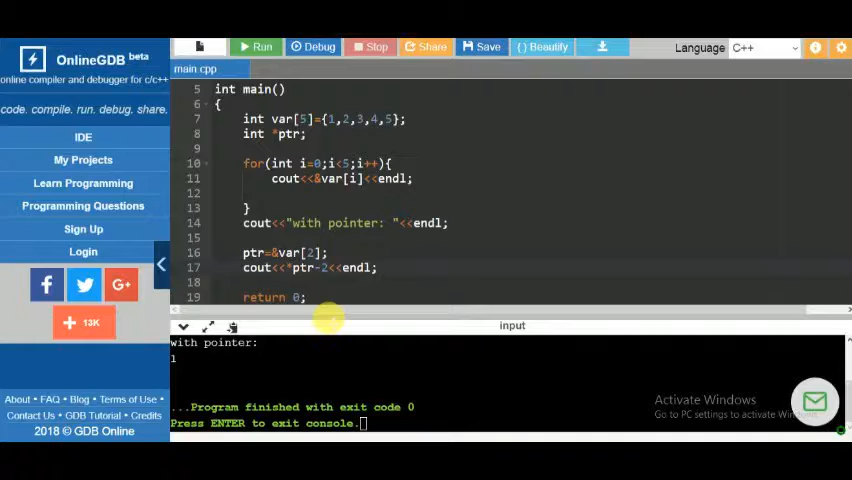 OnlineGDB beta
online compiler and debugger for c/c++
code. compile. run. debug. share.
IDE
My Projects
Learn Programming
Programming Questions
Sign Up
Login
f
G+
+ 13K
About • FAQ • Blog • Terms of Use •
Contact Us • GDB Tutorial • Credits
2018 © GDB Online
Run
Debug
Stop
Share
Save
{ } Beautify
Language C++
main.cpp
5 int main()
6 {
7 int var[5]={1,2,3,4,5};
8 int *ptr;
9
10 for(int i=0;i<5;i++){
11 cout<<&var[i]<<endl;
12
13 }
14 cout<<"with pointer: "<<endl;
15
16 ptr=&var[2];
17 cout<<*ptr-2<<endl;
18
19 return 0;
input
with pointer:
1
...Program finished with exit code 0
Press ENTER to exit console.
Activate Windows
Go to PC settings to activate Windows.